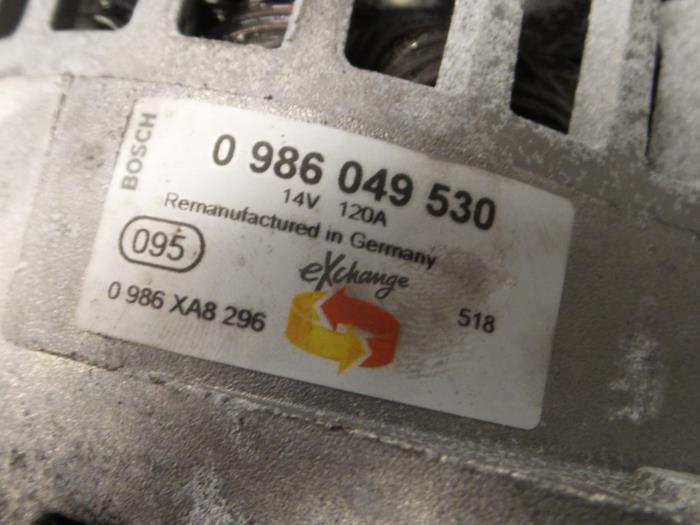 BOSCH
0 986 049 530
14V 120A
Remanufactured in Germany
095
eXchange
0 986 XA8 296
518